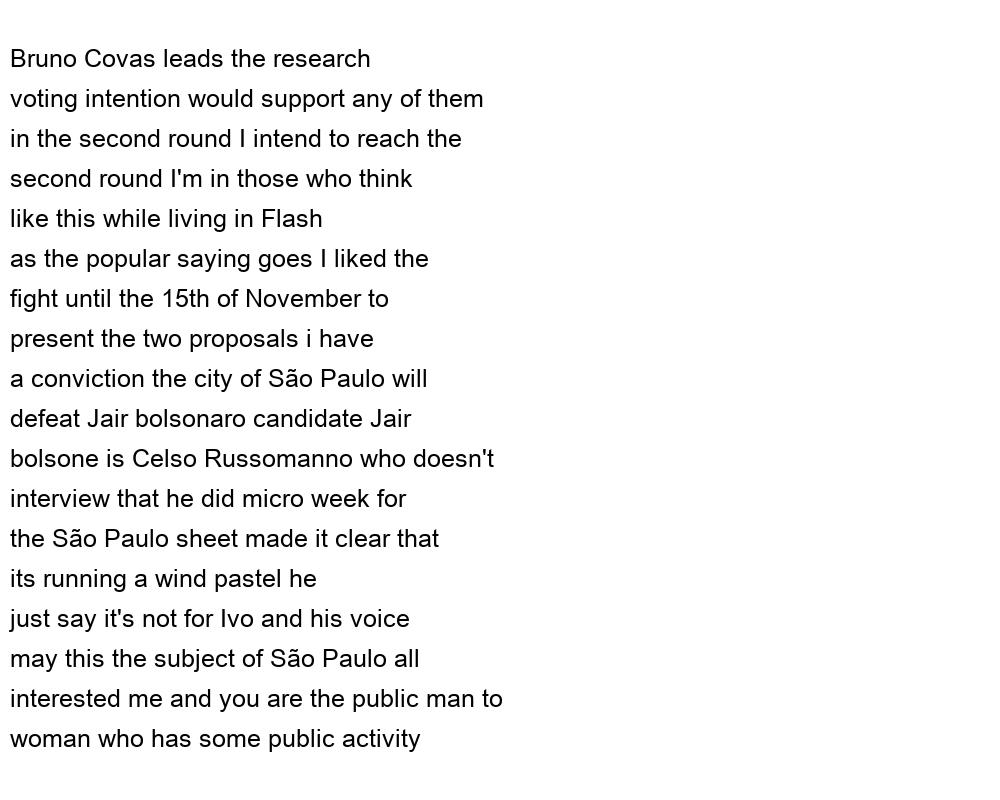 Bruno Covas leads the research
voting intention would support any of them
in the second round I intend to reach the
second round I'm in those who think
like this while living in Flash
as the popular saying goes I liked the
fight until the 15th of November to
present the two proposals i have
a conviction the city of São Paulo will
defeat Jair bolsonaro candidate Jair
bolsone is Celso Russomanno who doesn't
interview that he did micro week for
the São Paulo sheet made it clear that
its running a wind pastel he
just say it's not for Ivo and his voice
may this the subject of São Paulo all
interested me and you are the public man to
woman who has some public activity